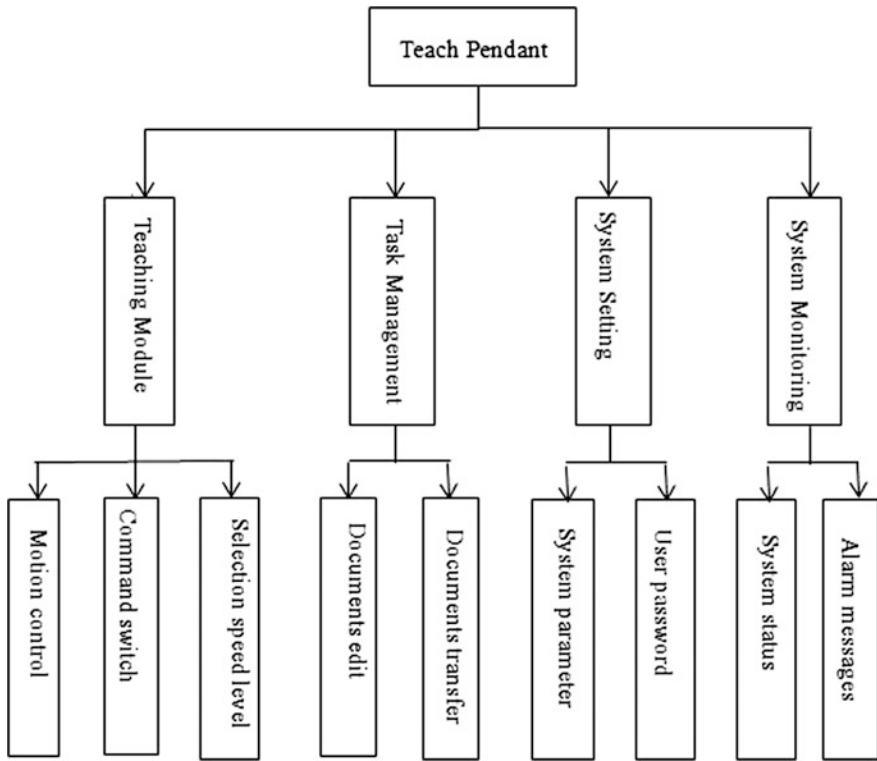 Teach Pendant
Teaching Module
Task Management
System Setting
System Monitoring
Motion control
Command switch
Selection speed level
Documents edit
Documents transfer
System parameter
User password
System status
Alarm messages